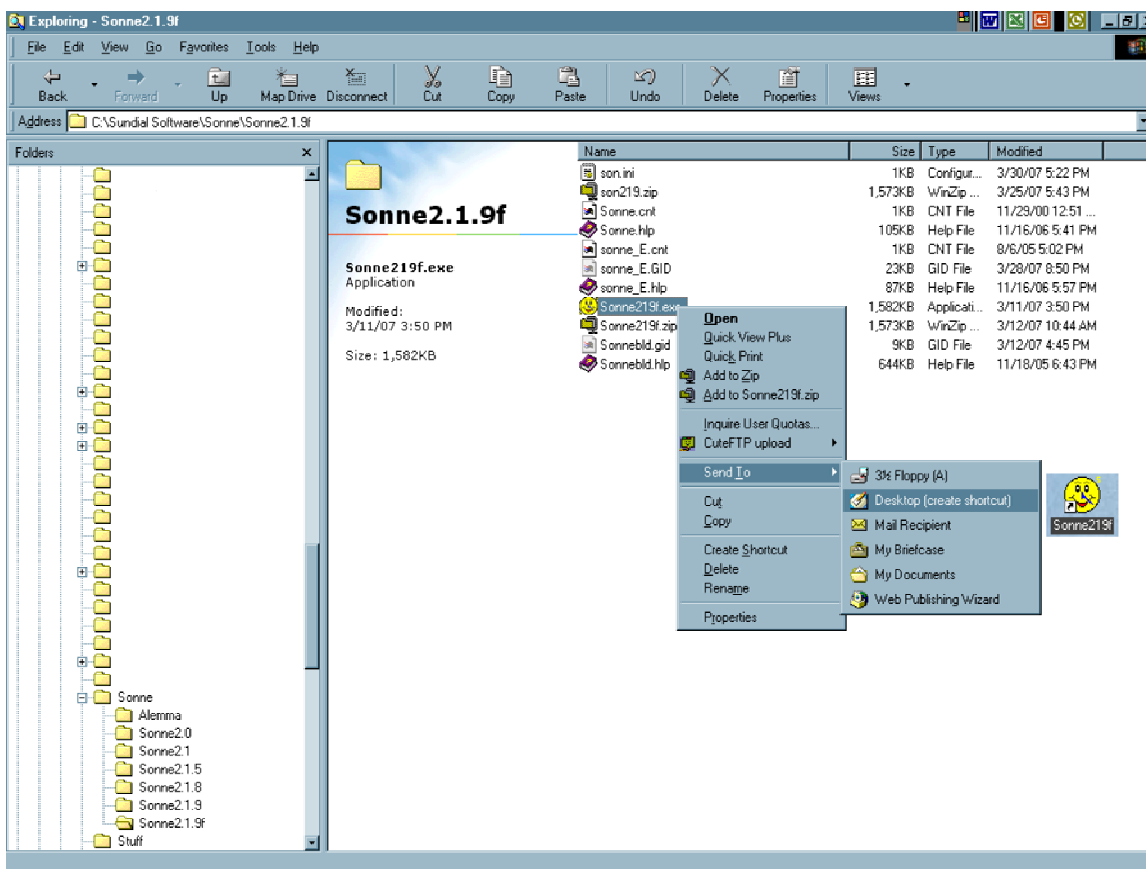 Exploring - Sonne2.1.9f
File Edit View Go Favorites Tools Help
Back Forward Up Map Drive Disconnect Cut Copy Paste Undo Delete Properties Views
Address C:\Sundial Software\Sonne\Sonne2.1.9f
Folders
Sonne
Alemma
Sonne2.0
Sonne2.1
Sonne2.1.5
Sonne2.1.8
Sonne2.1.9
Sonne2.1.9f
Stuff
Sonne2.1.9f
Sonne219f.exe
Application
Modified:
3/11/07 3:50 PM
Size: 1,582KB
Name Size Type Modified
son.ini 1KB Configur... 3/30/07 5:22 PM
son219.zip 1,573KB WinZip ... 3/25/07 5:43 PM
Sonne.cnt 1KB CNT File 11/29/00 12:51 ...
Sonne.hlp 105KB Help File 11/16/06 5:41 PM
sonne_E.cnt 1KB CNT File 8/6/05 5:02 PM
sonne_E.GID 23KB GID File 3/28/07 8:50 PM
sonne_E.hlp 87KB Help File 11/16/06 5:57 PM
Sonne219f.exe 1,582KB Applicati... 3/11/07 3:50 PM
Sonne219f.zip 1,573KB WinZip ... 3/12/07 10:44 AM
Sonnebld.gid 9KB GID File 3/12/07 4:45 PM
Sonnebld.hlp 644KB Help File 11/18/05 6:43 PM
Open
Quick View Plus
Quick Print
Add to Zip
Add to Sonne219f.zip
Inquire User Quotas...
CuteFTP upload
Send To
Cut
Copy
Create Shortcut
Delete
Rename
Properties
3½ Floppy (A)
Desktop (create shortcut)
Mail Recipient
My Briefcase
My Documents
Web Publishing Wizard
Sonne219f